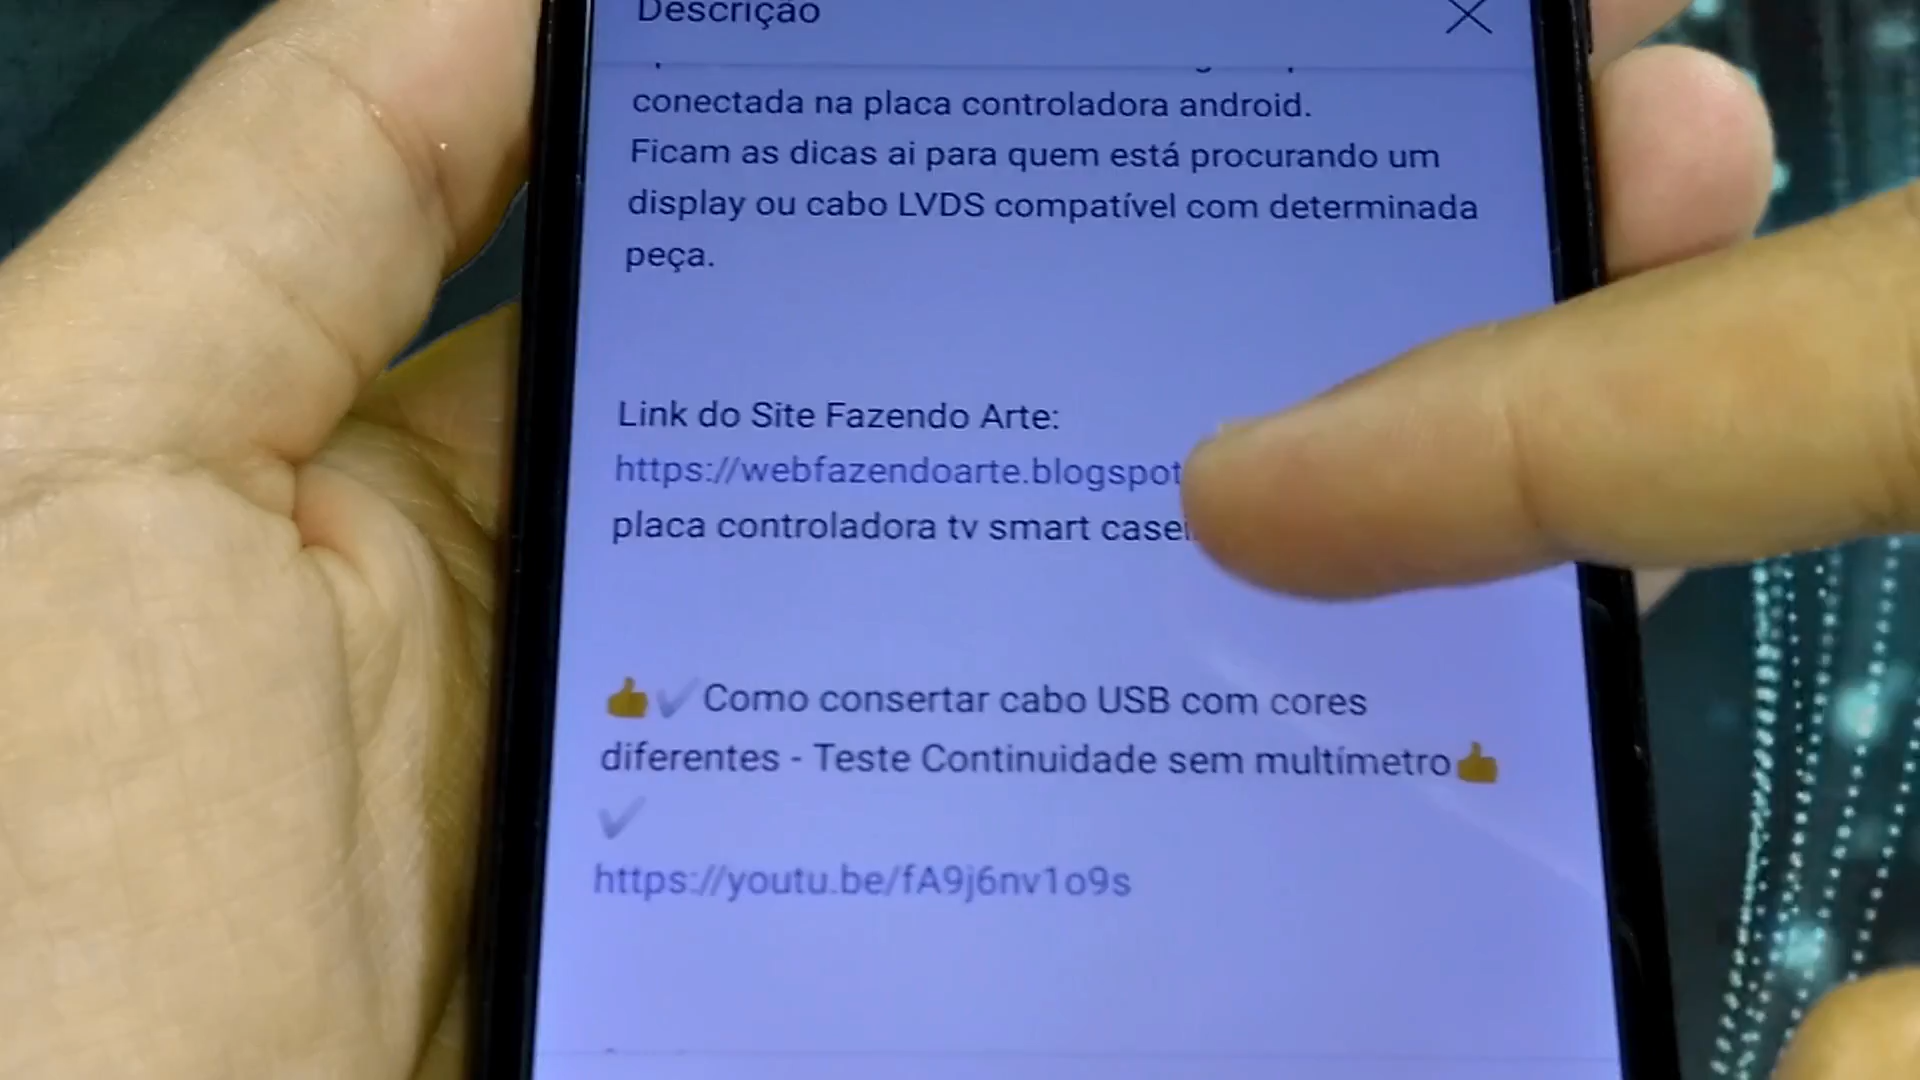 Descrição
conectada na placa controladora android.
Ficam as dicas ai para quem está procurando um
display ou cabo LVDS compatível com determinada
peça.
Link do Site Fazendo Arte:
https://webfazendoarte.blogspot
placa controladora tv smart
👍✔Como consertar cabo USB com cores
diferentes - Teste Continuidade sem multímetro👍
✔
https://youtu.be/fA9j6nv1o9s